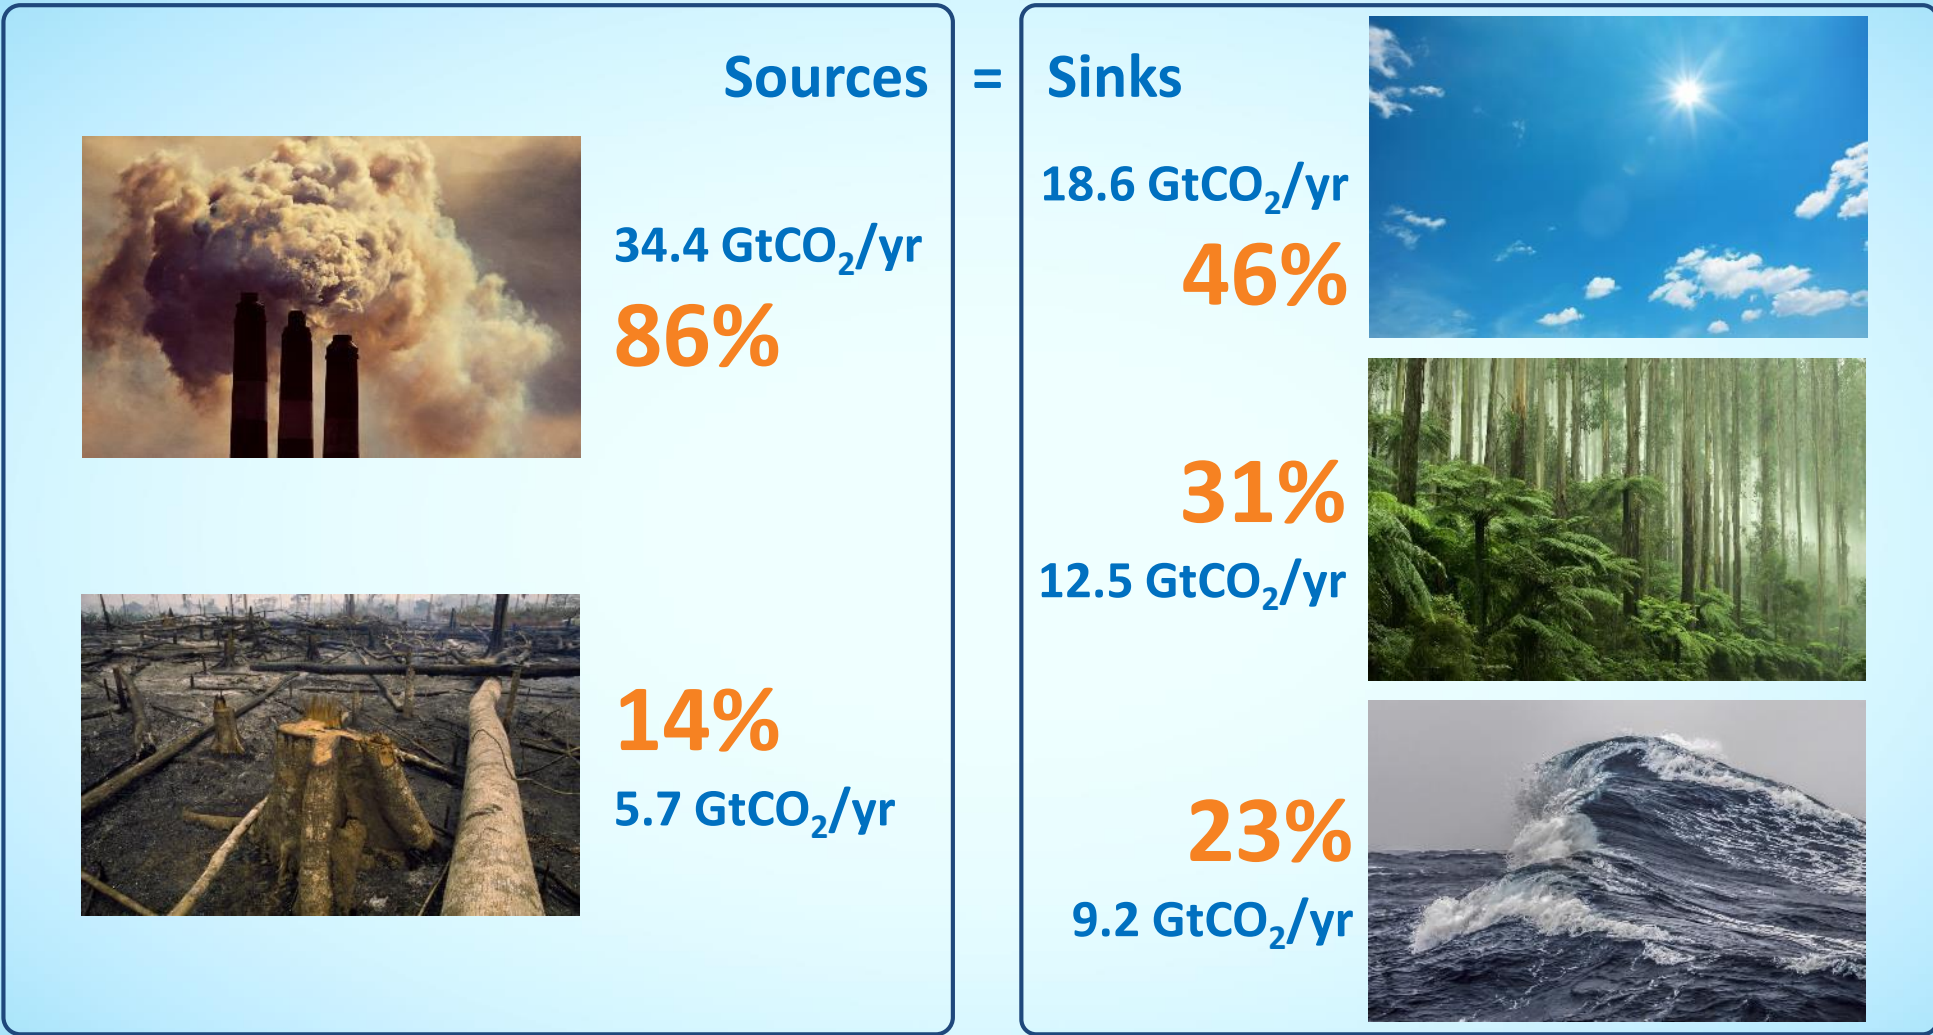 Sources = Sinks
34.4 GtCO₂/yr
86%
14%
5.7 GtCO₂/yr
18.6 GtCO₂/yr
46%
31%
12.5 GtCO₂/yr
23%
9.2 GtCO₂/yr